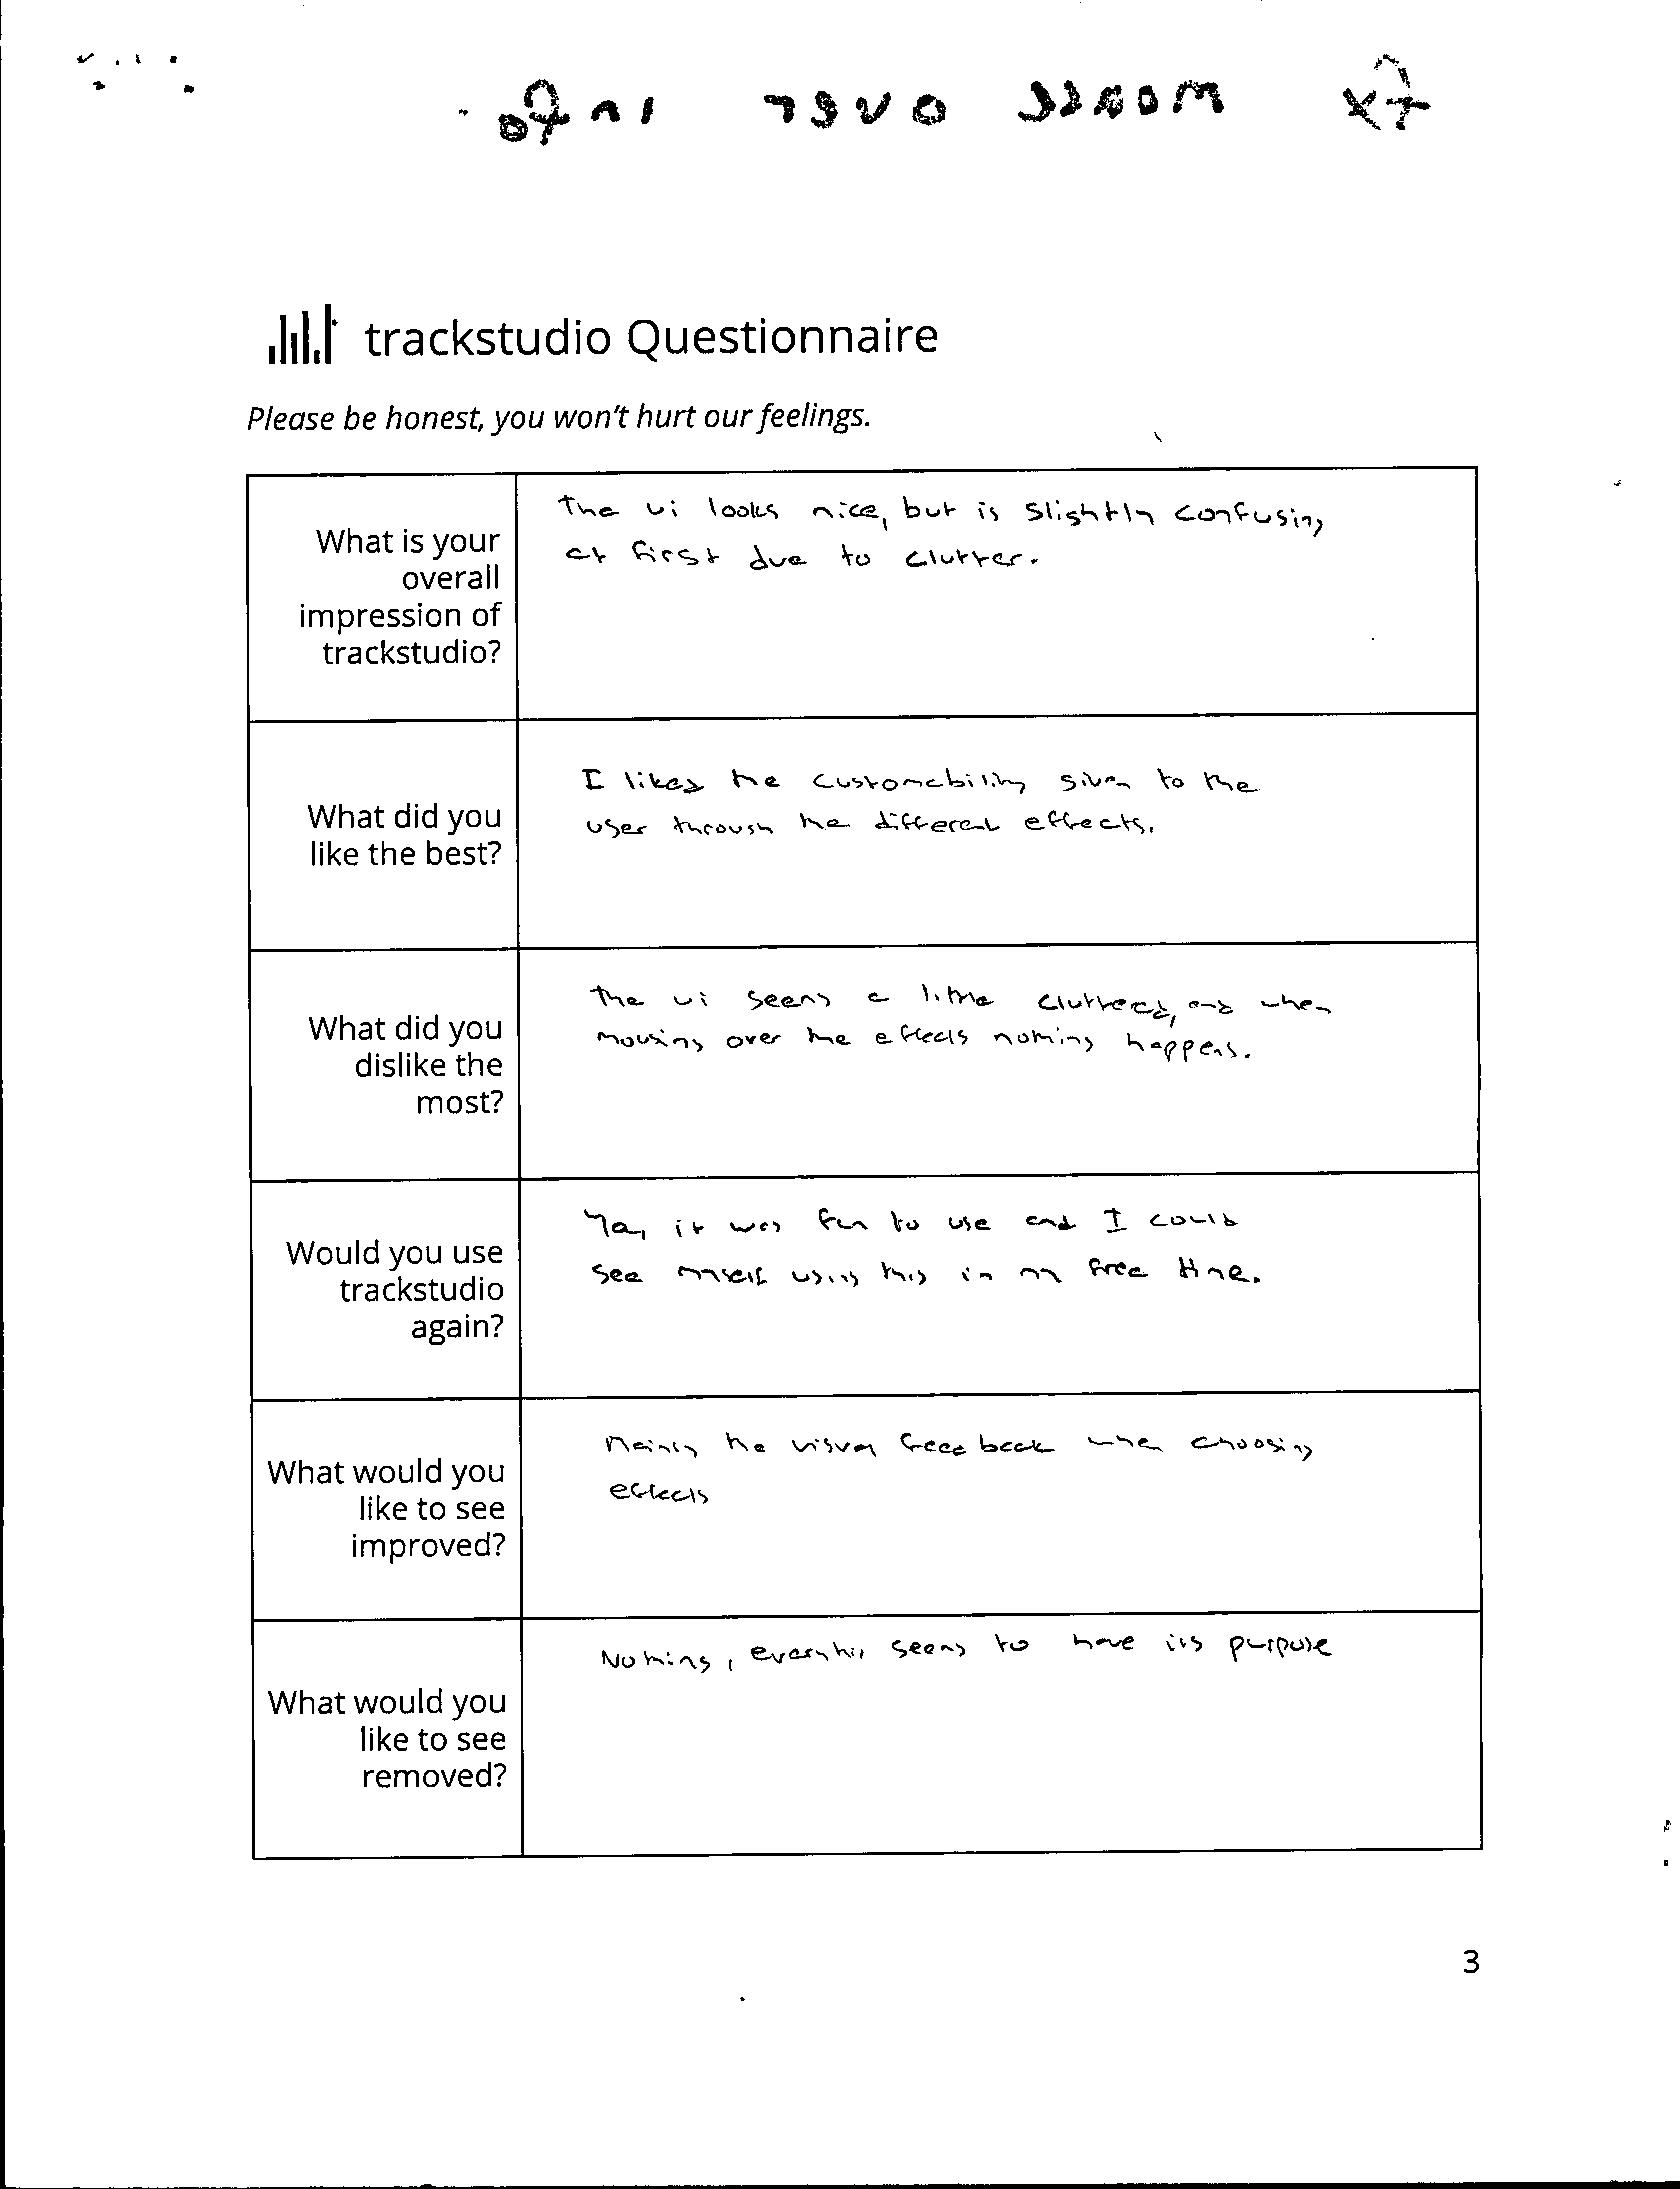 trackstudio Questionnaire
Please be honest, you won't hurt our feelings.
What is your
overall
impression of
trackstudio?
The ui looks nice, but is slightly confusing
at first due to clutter.
What did you
like the best?
I liked the customability given to the
user through the different effects.
What did you
dislike the
most?
The ui seems a little cluttered, and when
mousing over the effects nothing happens.
Would you use
trackstudio
again?
it was fun to use and I could
see myself using this in my free time.
What would you
like to see
improved?
Mainly the visual feedback when choosing
effects
What would you
like to see
removed?
Nothing, seems to have its purpose
3